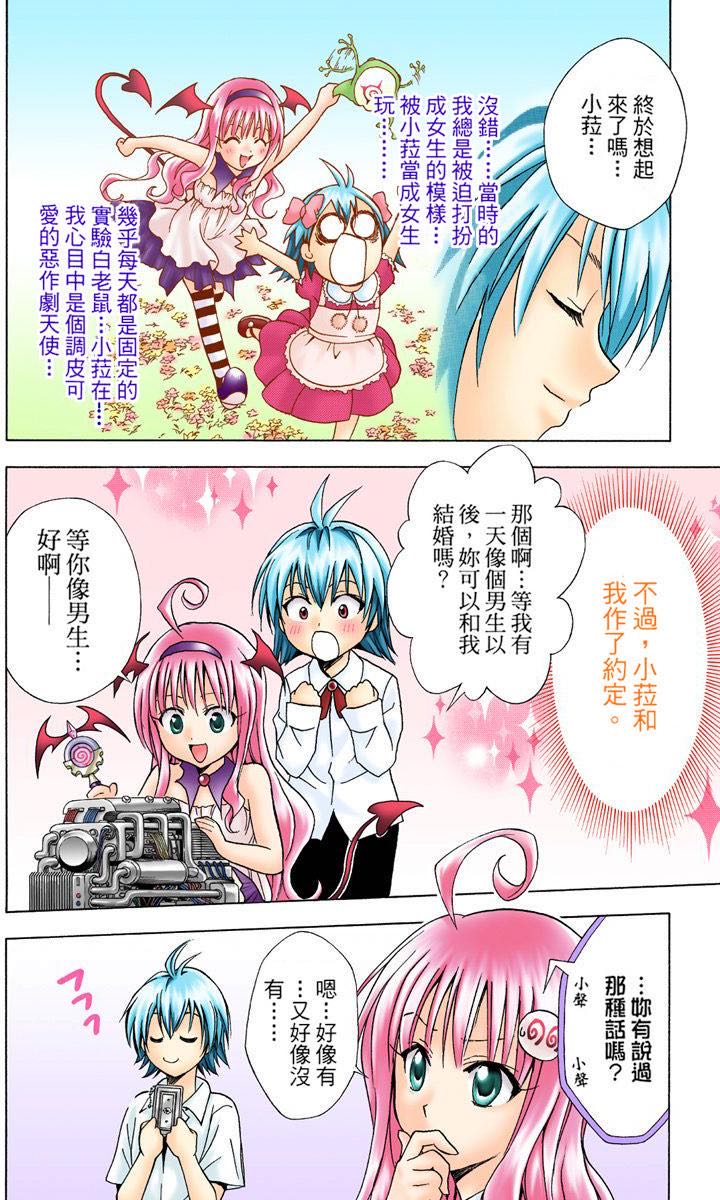 終於想起
來了嗎…
小菈…
沒錯……當時的
我總是被迫打扮
成女生的模樣…
被小菈當成女生
玩………
幾乎每天都是固定的
實驗白老鼠…小菈在……
我心目中是個調皮可
愛的惡作劇天使…
不過，小菈和
我作了約定。
那個啊…等我有
一天像個男生以
後，妳可以和我
結婚嗎？
等你像男生…
好啊——
…妳有說過
那種話嗎？
小聲
小聲
嗯…好像有
…又好像沒
有……